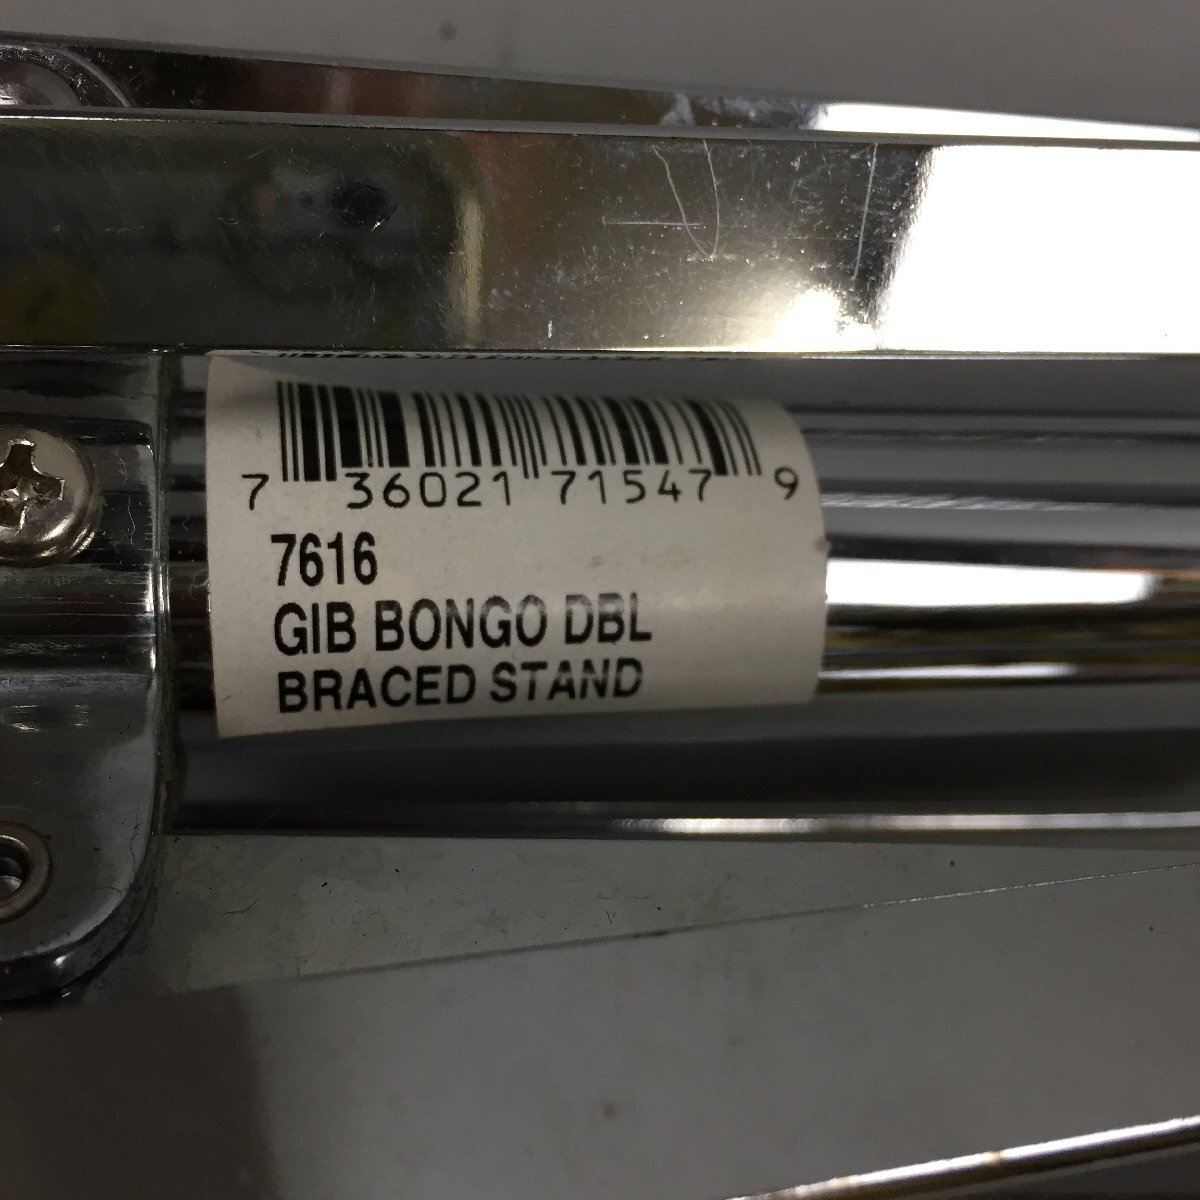 7 36021 71547 9
7616
GIB BONGO DBL
BRACED STAND